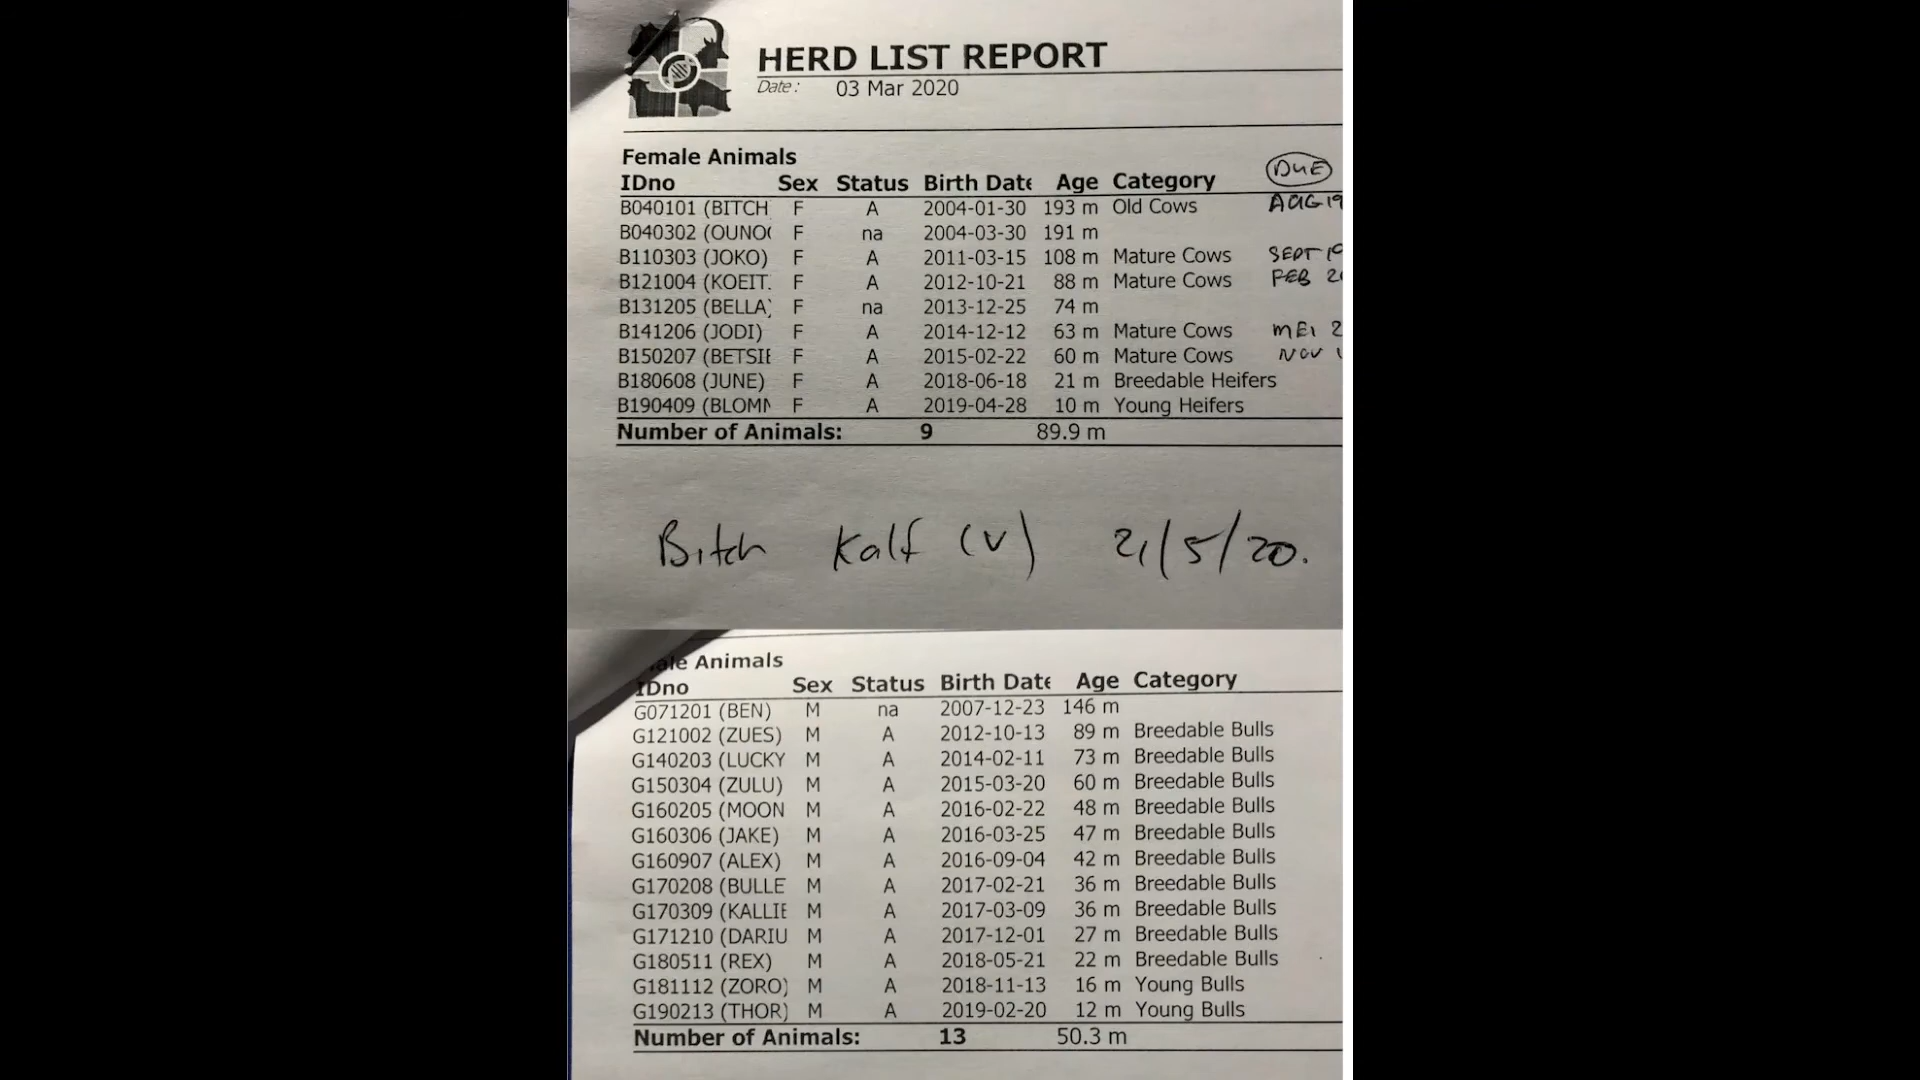 HERD LIST REPORT
Date: 03 Mar 2020
Female Animals
IDno Sex Status Birth Date Age Category DUE
B040101 (BITCH F A 2004-01-30 193 m Old Cows AUG 19
B040302 (OUNO F na 2004-03-30 191 m
B110303 (JOKO) F A 2011-03-15 108 m Mature Cows SEPT 19
B121004 (KOEIT. F A 2012-10-21 88 m Mature Cows FEB 2
B131205 (BELLA) F na 2013-12-25 74 m
B141206 (JODI) F A 2014-12-12 63 m Mature Cows MEI 2
B150207 (BETSIE F A 2015-02-22 60 m Mature Cows NOV
B180608 (JUNE) F A 2018-06-18 21 m Breedable Heifers
B190409 (BLOM F A 2019-04-28 10 m Young Heifers
Number of Animals: 9 89.9 m
Bitch Kalf (v) 21/5/20.
ale Animals
IDno Sex Status Birth Date Age Category
G071201 (BEN) M na 2007-12-23 146 m
G121002 (ZUES) M A 2012-10-13 89 m Breedable Bulls
G140203 (LUCKY M A 2014-02-11 73 m Breedable Bulls
G150304 (ZULU) M A 2015-03-20 60 m Breedable Bulls
G160205 (MOON M A 2016-02-22 48 m Breedable Bulls
G160306 (JAKE) M A 2016-03-25 47 m Breedable Bulls
G160907 (ALEX) M A 2016-09-04 42 m Breedable Bulls
G170208 (BULLE M A 2017-02-21 36 m Breedable Bulls
G170309 (KALLIE M A 2017-03-09 36 m Breedable Bulls
G171210 (DARIU M A 2017-12-01 27 m Breedable Bulls
G180511 (REX) M A 2018-05-21 22 m Breedable Bulls
G181112 (ZORO) M A 2018-11-13 16 m Young Bulls
G190213 (THOR) M A 2019-02-20 12 m Young Bulls
Number of Animals: 13 50.3 m